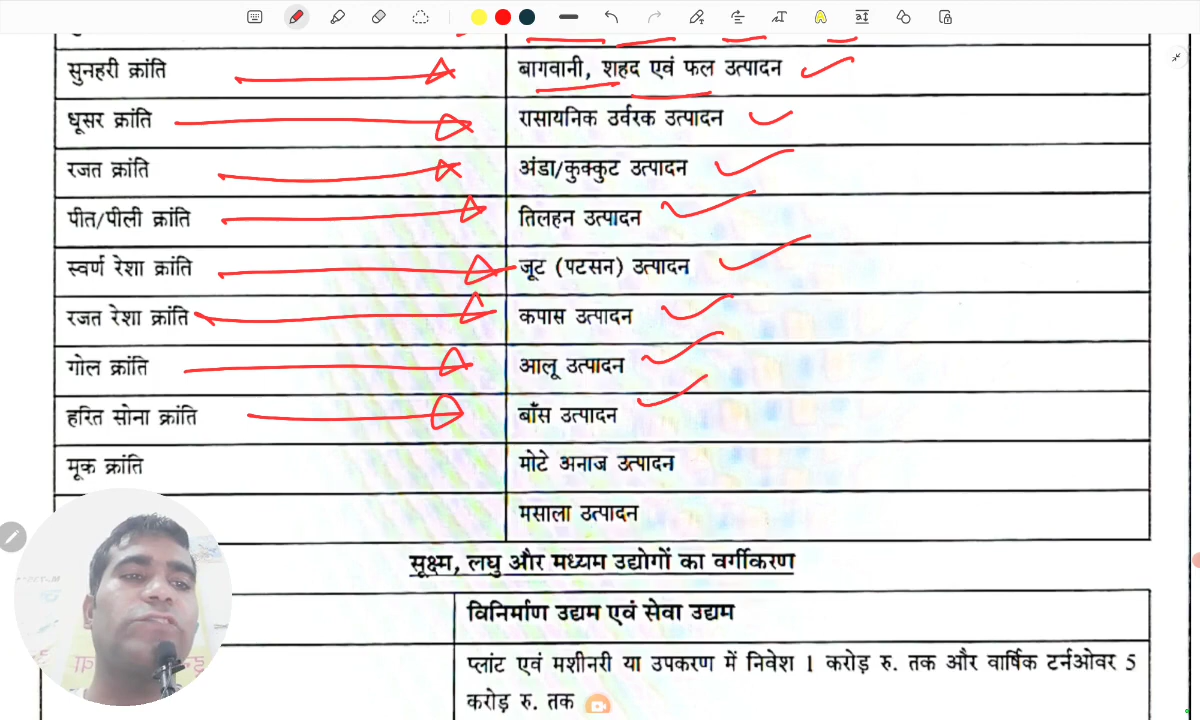 सुनहरी क्रांति बागवानी, शहद एवं फल उत्पादन
धूसर क्रांति रासायनिक उर्वरक उत्पादन
रजत क्रांति अंडा/कुक्कुट उत्पादन
पीत/पीली क्रांति तिलहन उत्पादन
स्वर्ण रेशा क्रांति जूट (पटसन) उत्पादन
रजत रेशा क्रांति कपास उत्पादन
गोल क्रांति आलू उत्पादन
हरित सोना क्रांति बाँस उत्पादन
मूक क्रांति मोटे अनाज उत्पादन
मसाला उत्पादन
सूक्ष्म, लघु और मध्यम उद्योगों का वर्गीकरण
विनिर्माण उद्यम एवं सेवा उद्यम
प्लांट एवं मशीनरी या उपकरण में निवेश 1 करोड़ रु. तक और वार्षिक टर्नओवर 5
करोड़ रु. तक